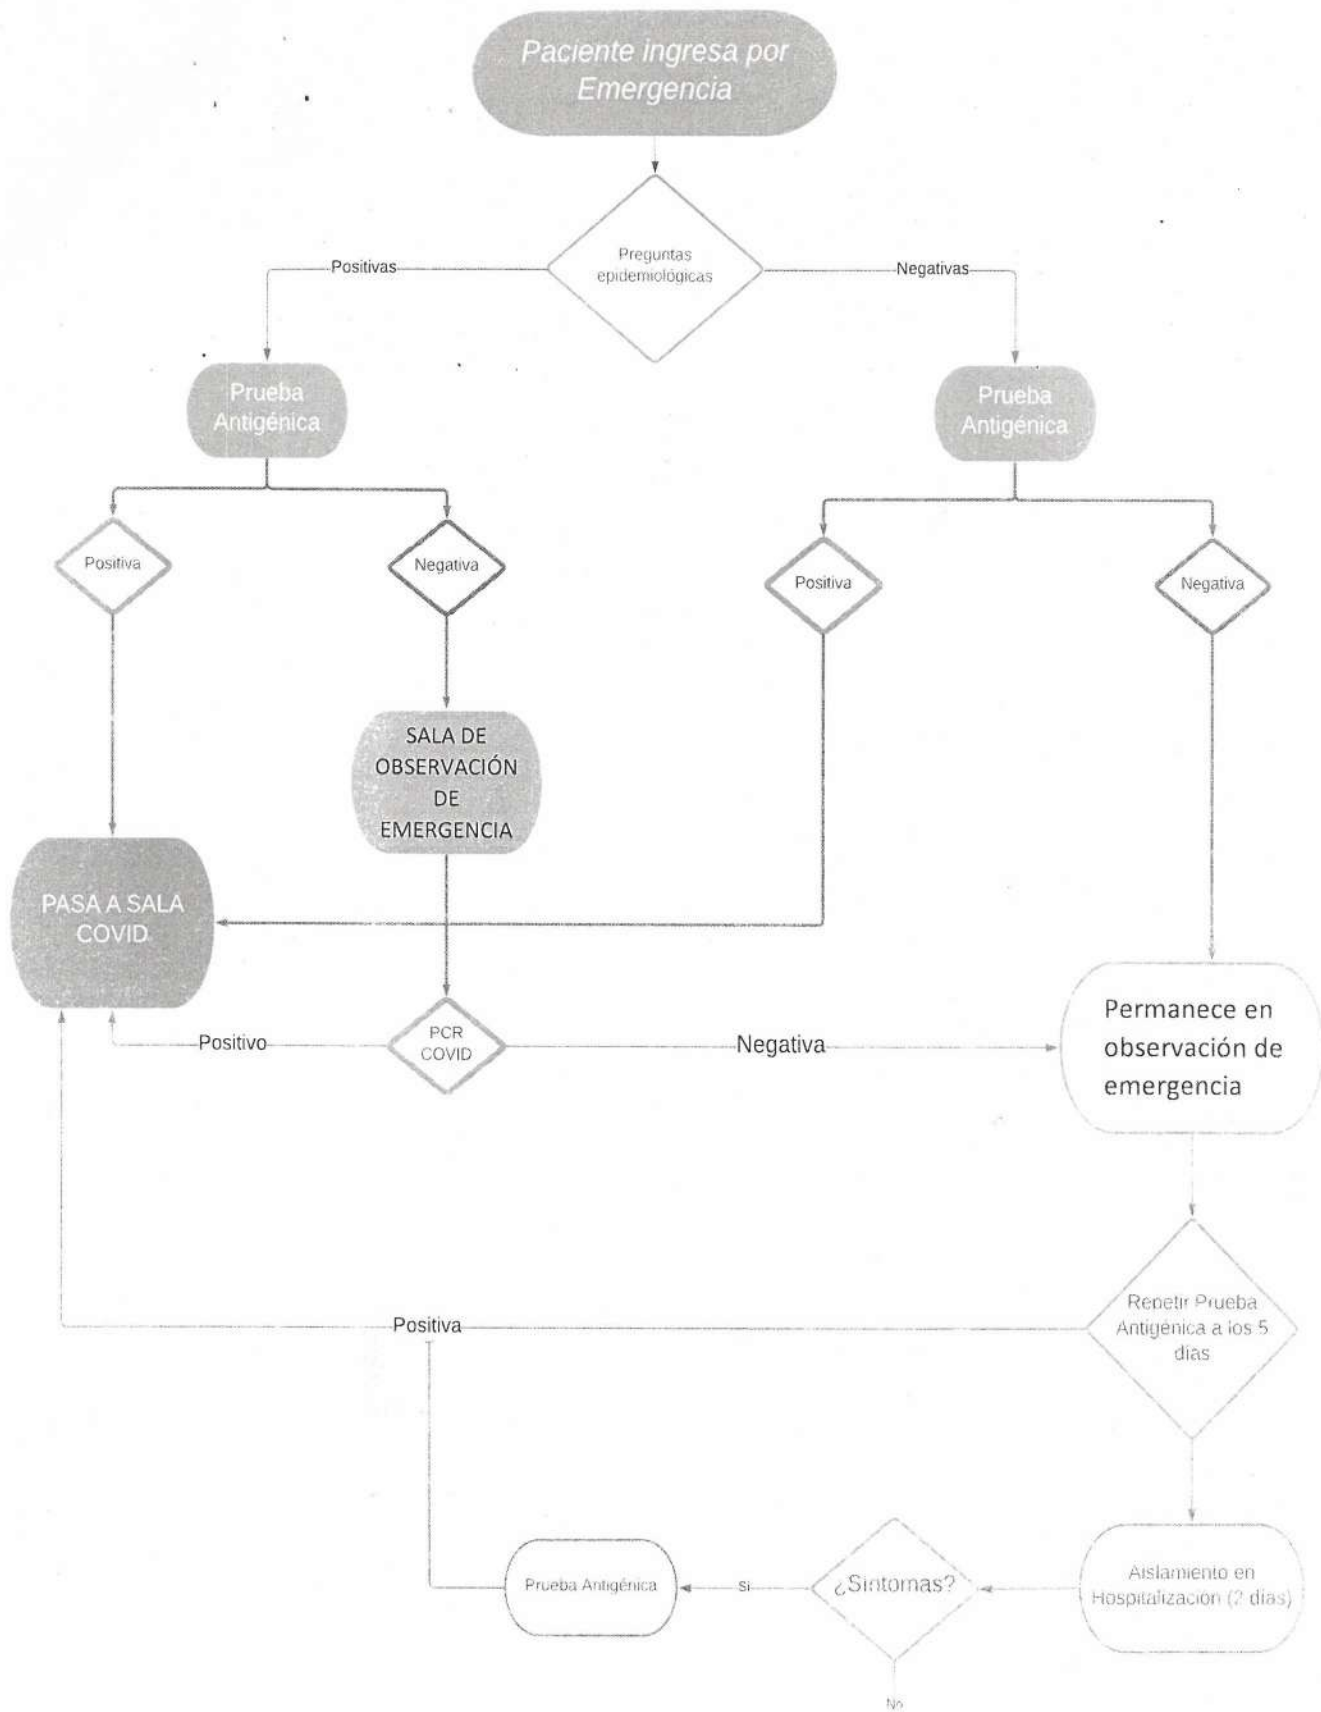 Paciente ingresa por
Emergencia
Preguntas
epidemiológicas
Positivas
Negativas
Prueba
Antigénica
Prueba
Antigénica
Positiva
Negativa
Positiva
Negativa
SALA DE
OBSERVACIÓN
DE
EMERGENCIA
PASA A SALA
COVID
Positivo
PCR
COVID
Negativa
Permanece en
observación de
emergencia
Repetir Prueba
Antigénica a los 5
días
Positiva
Aislamiento en
Hospitalización (2 días)
¿Síntomas?
Si
Prueba Antigénica
No